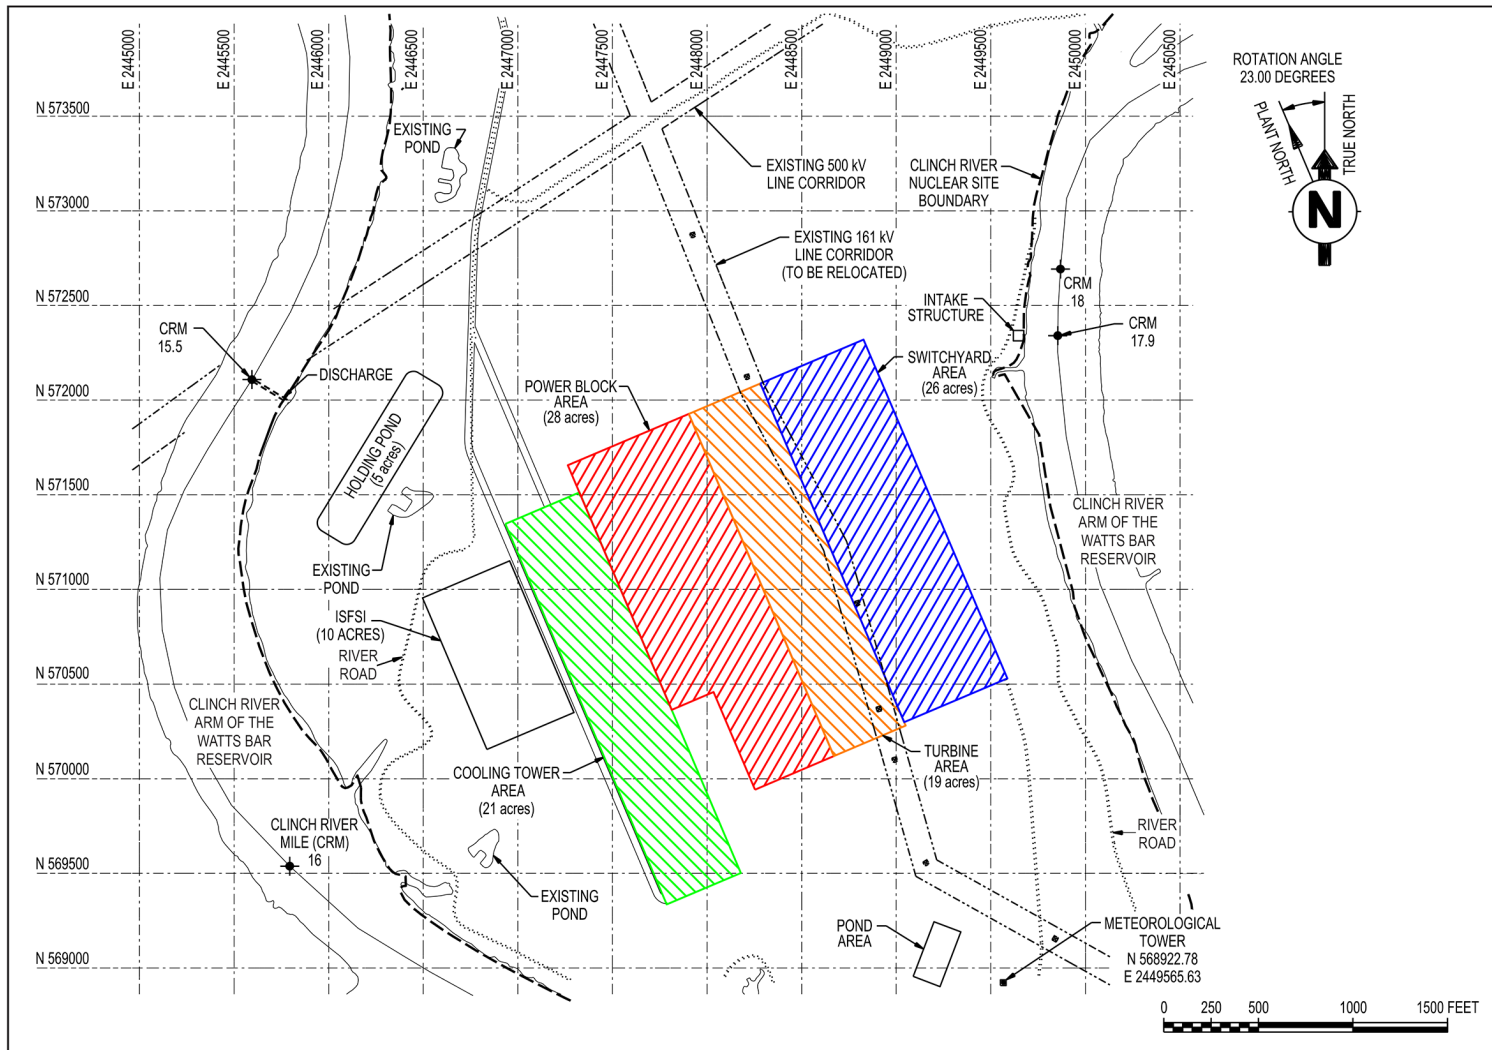 E 2445000
E 2445500
E 2446000
E 2446500
E 2447000
E 2447500
E 2448000
E 2448500
E 2449000
E 2449500
E 2450000
E 2450500
ROTATION ANGLE
23.00 DEGREES
PLANT NORTH
TRUE NORTH
N
N 573500
N 573000
N 572500
N 572000
N 571500
N 571000
N 570500
N 570000
N 569500
N 569000
EXISTING
POND
EXISTING 500 kV
LINE CORRIDOR
CLINCH RIVER
NUCLEAR SITE
BOUNDARY
EXISTING 161 kV
LINE CORRIDOR
(TO BE RELOCATED)
CRM
18
INTAKE
STRUCTURE
CRM
17.9
CRM
15.5
DISCHARGE
SWITCHYARD
AREA
(26 acres)
POWER BLOCK
AREA
(28 acres)
HOLDING POND
(5 acres)
CLINCH RIVER
ARM OF THE
WATTS BAR
RESERVOIR
EXISTING
POND
ISFSI
(10 ACRES)
RIVER
ROAD
CLINCH RIVER
ARM OF THE
WATTS BAR
RESERVOIR
COOLING TOWER
AREA
(21 acres)
TURBINE
AREA
(19 acres)
CLINCH RIVER
MILE (CRM)
16
RIVER
ROAD
EXISTING
POND
POND
AREA
METEOROLOGICAL
TOWER
N 568922.78
E 2449565.63
0 250 500 1000 1500 FEET